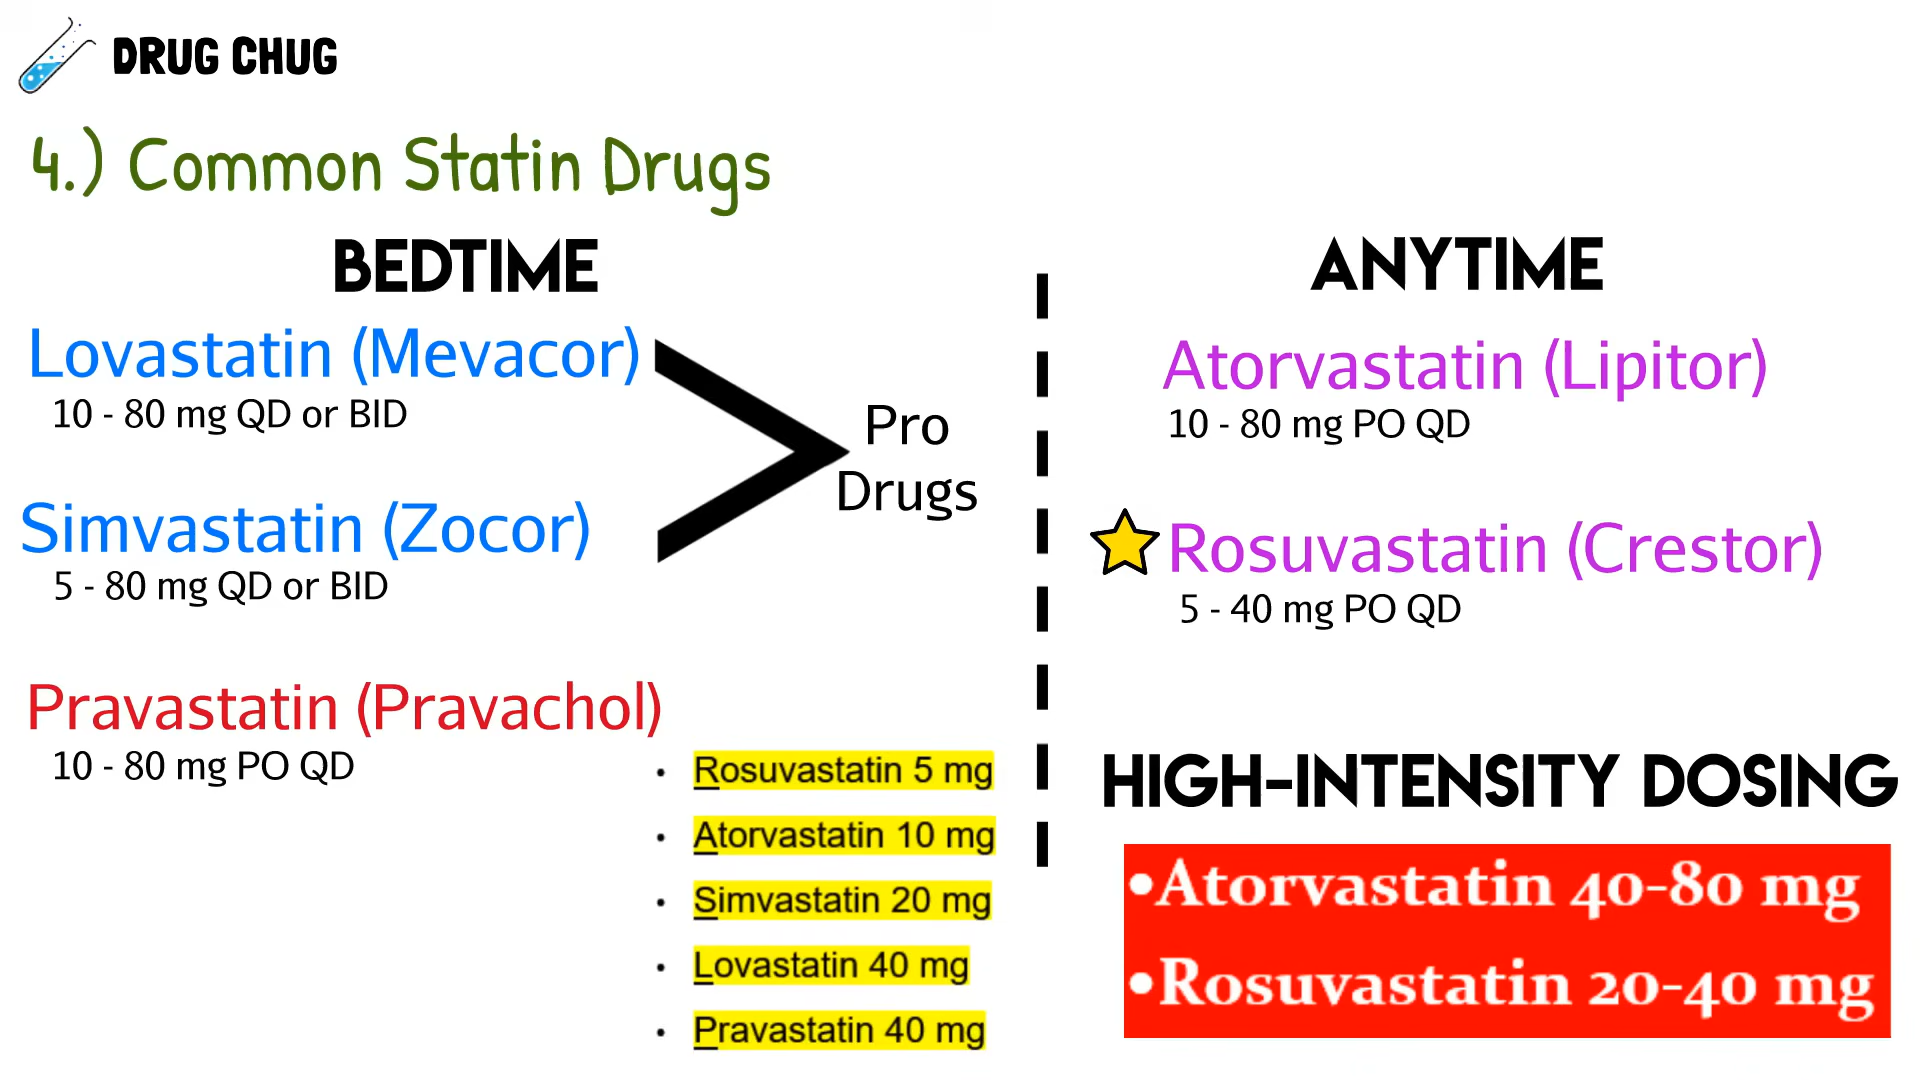 DRUG CHUG
4.) Common Statin Drugs
BEDTIME
Lovastatin (Mevacor)
10 - 80 mg QD or BID
Simvastatin (Zocor)
5 - 80 mg QD or BID
Pro
Drugs
Pravastatin (Pravachol)
10 - 80 mg PO QD
• Rosuvastatin 5 mg
• Atorvastatin 10 mg
• Simvastatin 20 mg
• Lovastatin 40 mg
• Pravastatin 40 mg
ANYTIME
Atorvastatin (Lipitor)
10 - 80 mg PO QD
Rosuvastatin (Crestor)
5 - 40 mg PO QD
HIGH-INTENSITY DOSING
•Atorvastatin 40-80 mg
•Rosuvastatin 20-40 mg